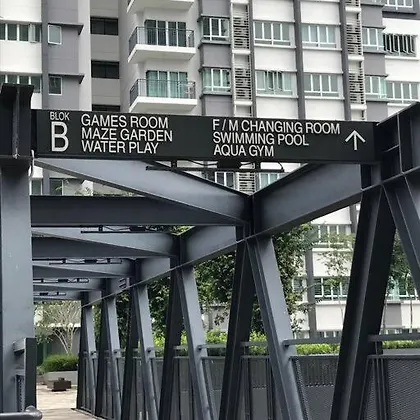 BLOK
B
GAMES ROOM
MAZE GARDEN
WATER PLAY
F/M CHANGING ROOM
SWIMMING POOL
AQUA GYM